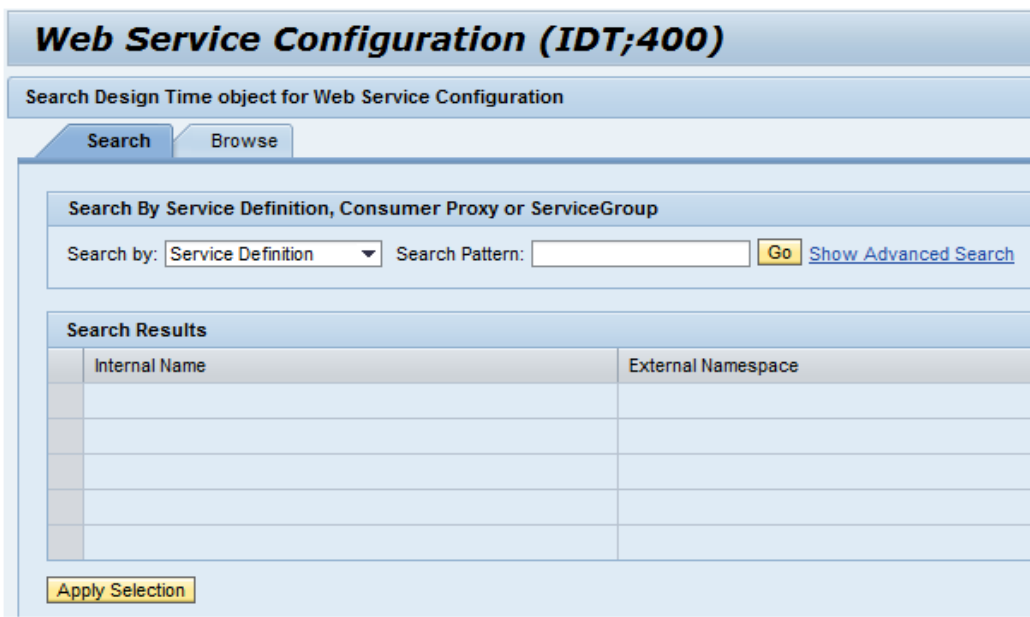 Web Service Configuration (IDT;400)
Search Design Time object for Web Service Configuration
Search Browse
Search By Service Definition, Consumer Proxy or ServiceGroup
Search by: Service Definition Search Pattern: Go Show Advanced Search
Search Results
Internal Name External Namespace
Apply Selection